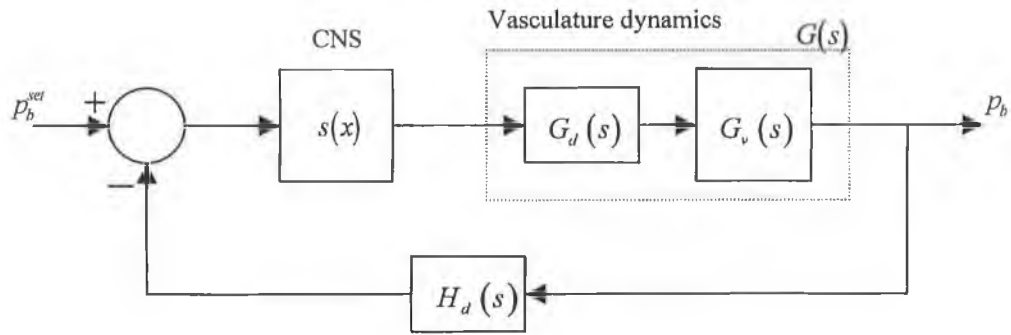 Vasculature dynamics
CNS
G(s)
p_b^set
+
s(x)
G_d(s)
G_v(s)
p_b
−
H_d(s)